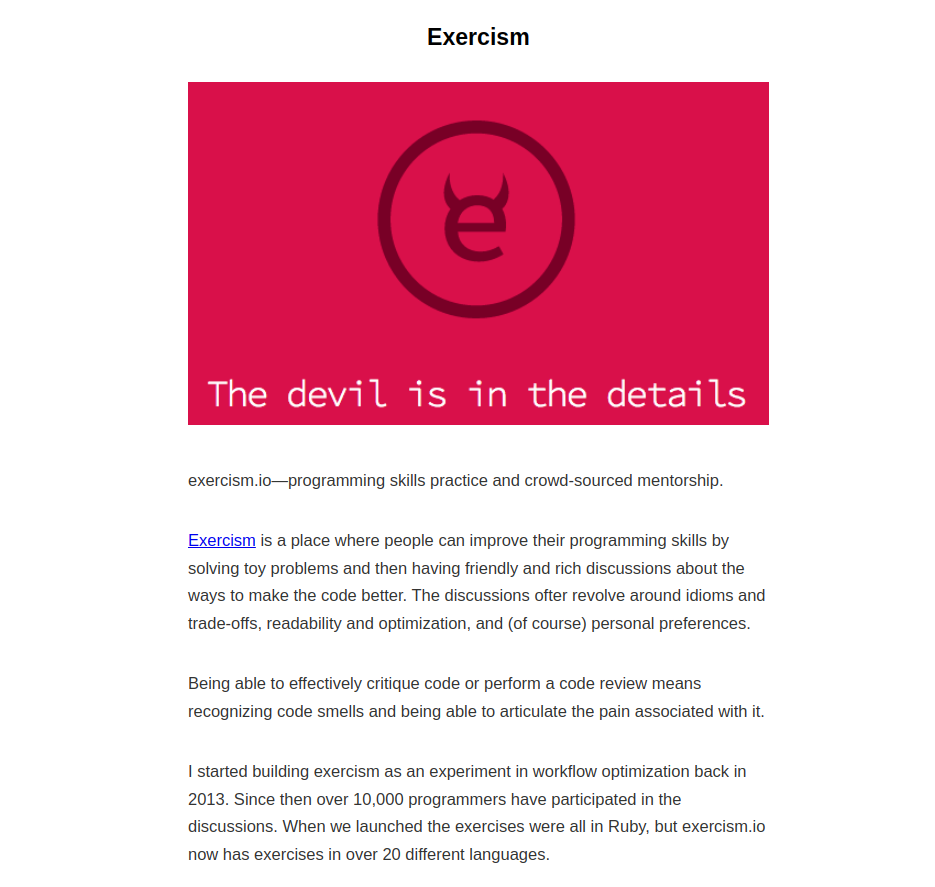 Exercism
e
The devil is in the details
exercism.io—programming skills practice and crowd-sourced mentorship.
Exercism is a place where people can improve their programming skills by
solving toy problems and then having friendly and rich discussions about the
ways to make the code better. The discussions ofter revolve around idioms and
trade-offs, readability and optimization, and (of course) personal preferences.
Being able to effectively critique code or perform a code review means
recognizing code smells and being able to articulate the pain associated with it.
I started building exercism as an experiment in workflow optimization back in
2013. Since then over 10,000 programmers have participated in the
discussions. When we launched the exercises were all in Ruby, but exercism.io
now has exercises in over 20 different languages.